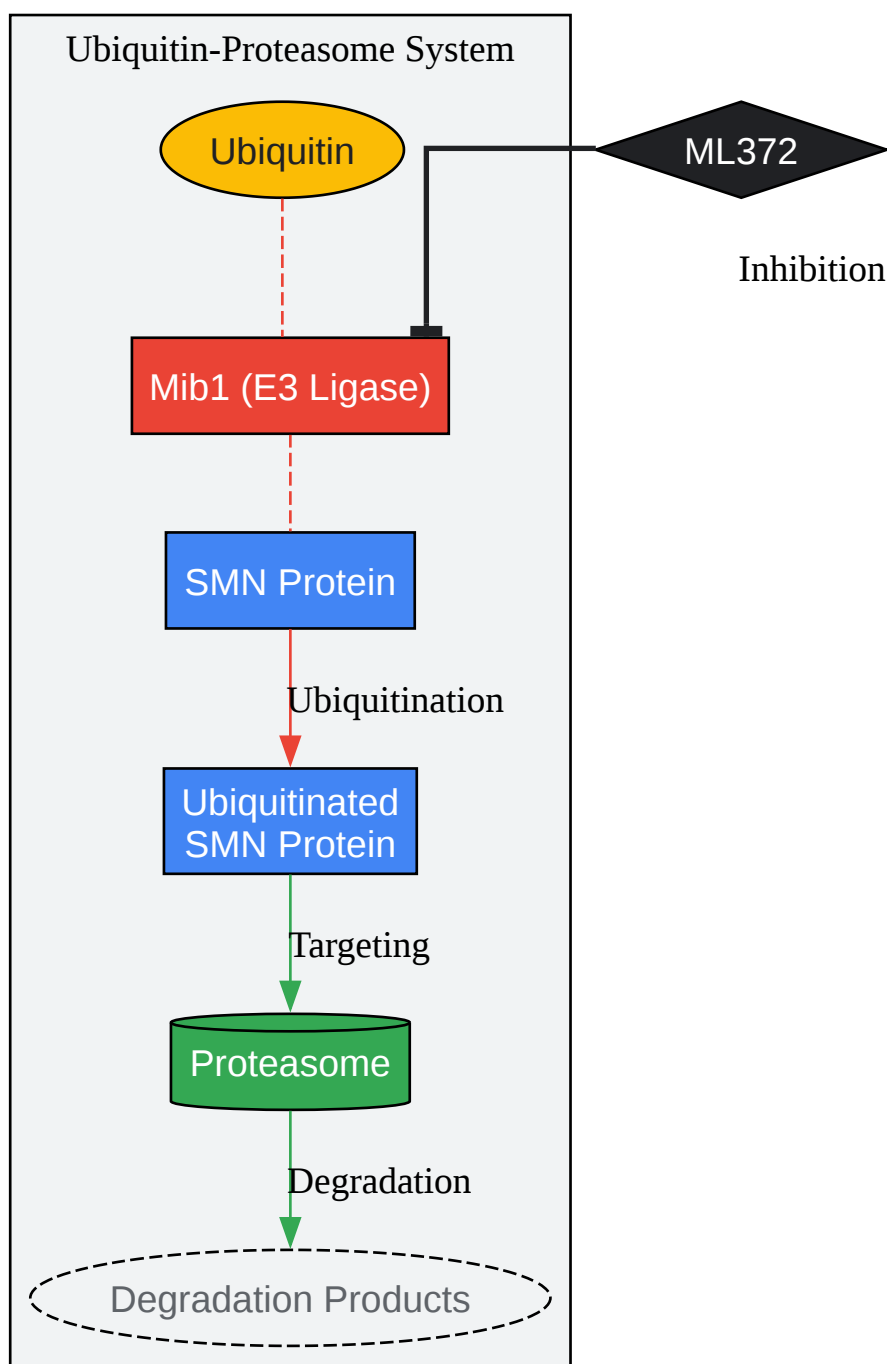 Ubiquitin-Proteasome System
Ubiquitin
ML372
Inhibition
Mib1 (E3 Ligase)
SMN Protein
Ubiquitination
Ubiquitinated
SMN Protein
Targeting
Proteasome
Degradation
Degradation Products